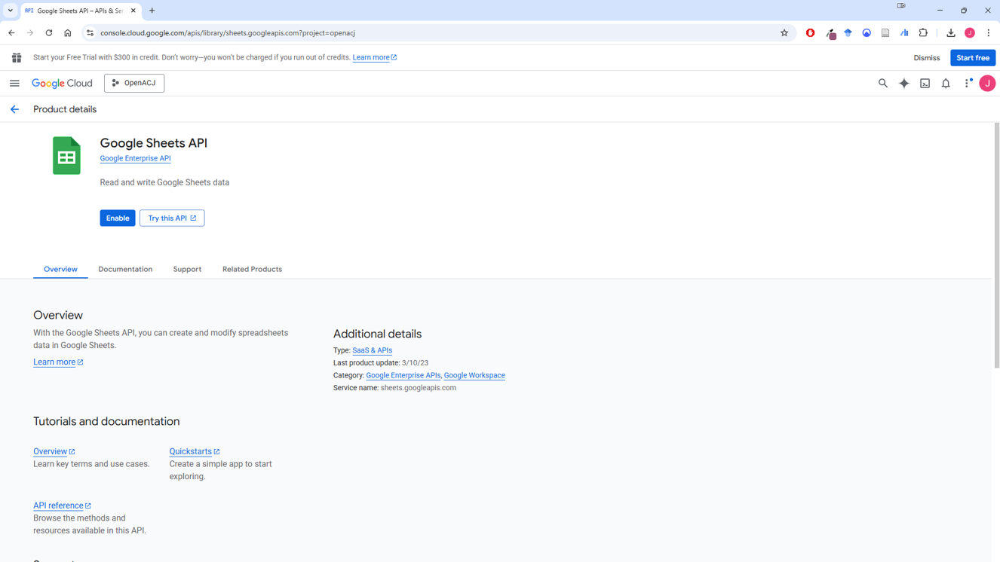 API Google Sheets API – APIs & Ser
console.cloud.google.com/apis/library/sheets.googleapis.com?project=openacj
J
Start your Free Trial with $300 in credit. Don't worry—you won't be charged if you run out of credits. Learn more
Dismiss
Start free
Google Cloud
OpenACJ
J
Product details
Google Sheets API
Google Enterprise API
Read and write Google Sheets data
Enable
Try this API
Overview
Documentation
Support
Related Products
Overview
With the Google Sheets API, you can create and modify spreadsheets
data in Google Sheets.
Learn more
Additional details
Type: SaaS & APIs
Last product update: 3/10/23
Category: Google Enterprise APIs, Google Workspace
Service name: sheets.googleapis.com
Tutorials and documentation
Overview
Learn key terms and use cases.
Quickstarts
Create a simple app to start
exploring.
API reference
Browse the methods and
resources available in this API.